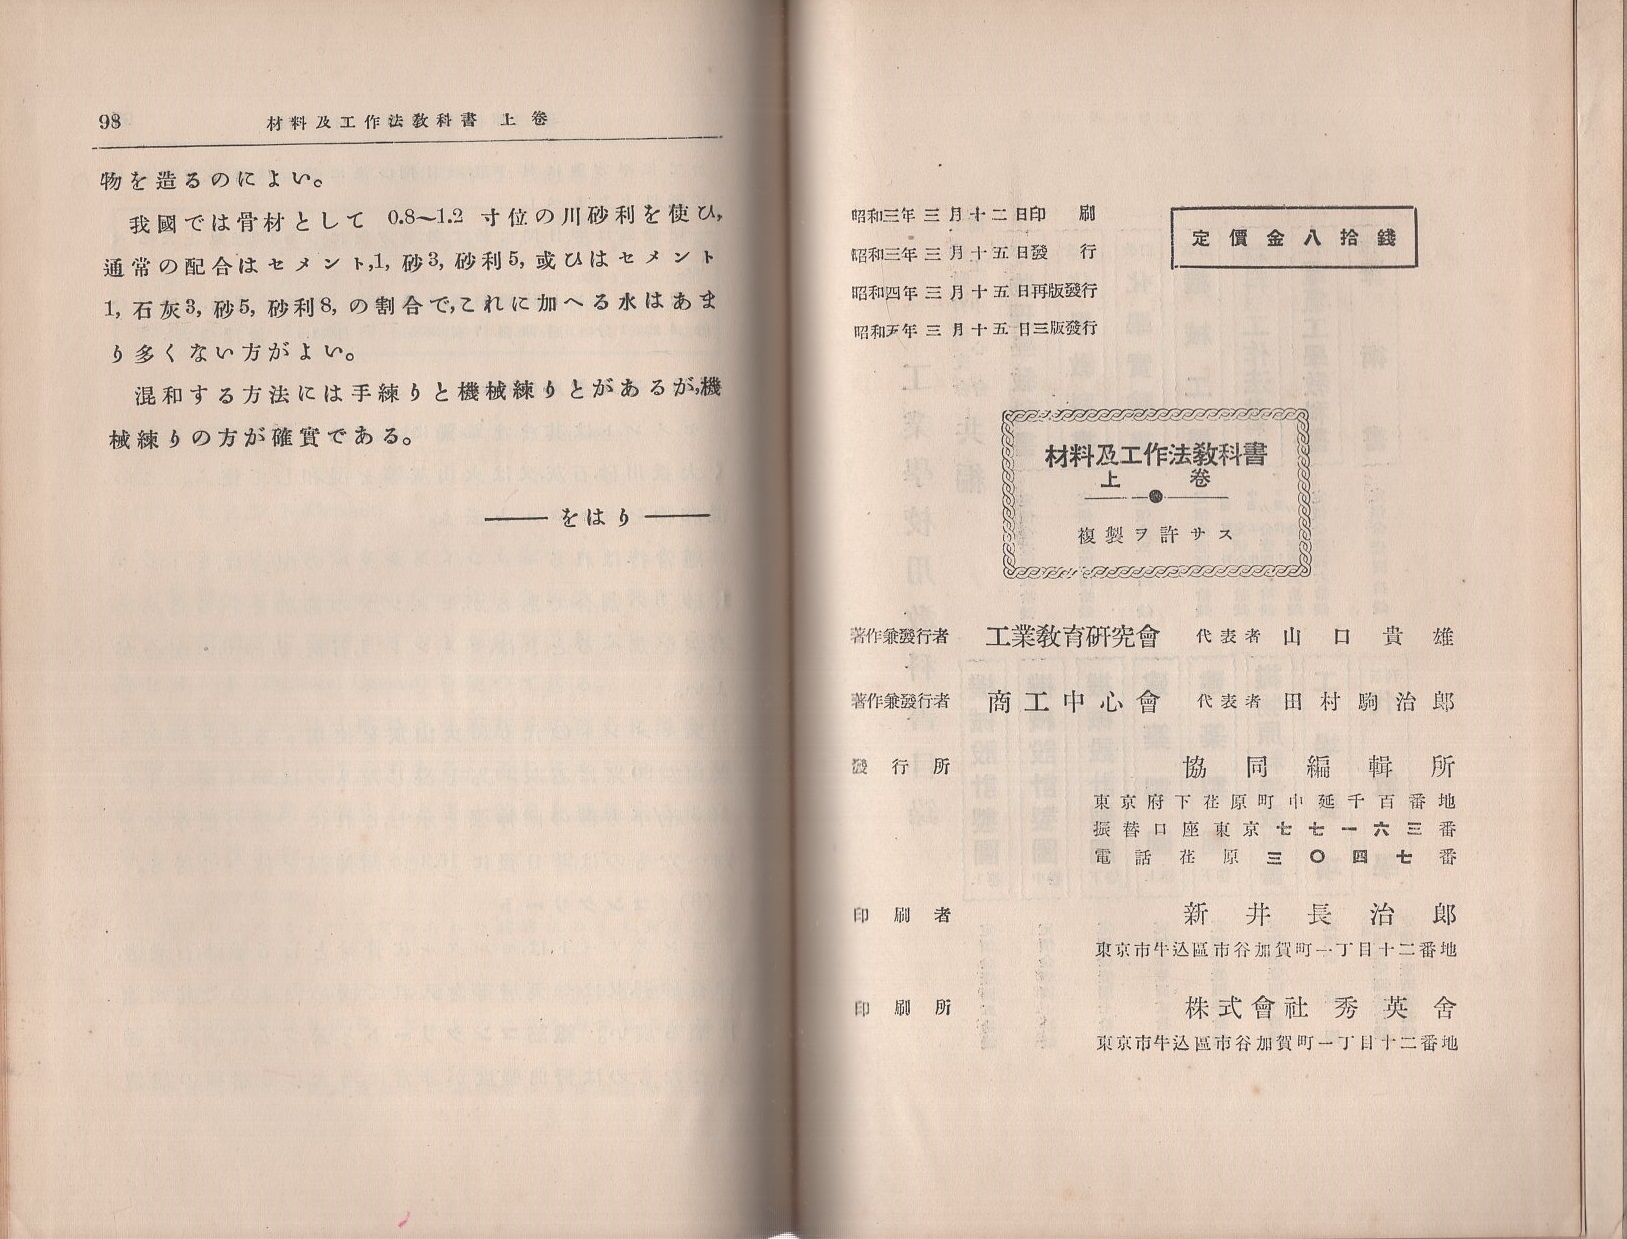 98
材料及工作法教科書 上卷
物を造るのによい。
我國では骨材として 0.8〜1.2 寸位の川砂利を使ひ,
通常の配合はセメント,1, 砂3, 砂利5, 或ひはセメント
1, 石灰3, 砂5, 砂利8, の割合で,これに加へる水はあま
り多くない方がよい。
混和する方法には手練りと機械練りとがあるが,機
械練りの方が確實である。
をはり
昭和三年三月十二日印刷
昭和三年三月十五日發行
昭和四年三月十五日再版發行
昭和五年三月十五日三版發行
定價金八拾錢
材料及工作法教科書
上卷
複製ヲ許サス
著作兼發行者 工業教育硏究會 代表者 山口貴雄
著作兼發行者 商工中心會 代表者 田村駒治郎
發行所 協同編輯所
東京府下荏原町中延千百番地
振替口座東京七七一六三番
電話荏原三〇四七番
印刷者 新井長治郎
東京市牛込區市谷加賀町一丁目十二番地
印刷所 株式會社秀英舍
東京市牛込區市谷加賀町一丁目十二番地